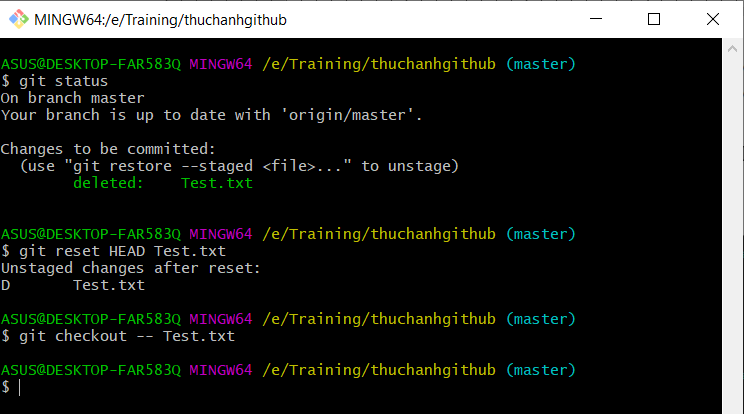 MINGW64:/e/Training/thuchanhgithub
ASUS@DESKTOP-FAR583Q MINGW64 /e/Training/thuchanhgithub (master)
$ git status
On branch master
Your branch is up to date with 'origin/master'.
Changes to be committed:
  (use "git restore --staged <file>..." to unstage)
        deleted:    Test.txt
ASUS@DESKTOP-FAR583Q MINGW64 /e/Training/thuchanhgithub (master)
$ git reset HEAD Test.txt
Unstaged changes after reset:
D       Test.txt
ASUS@DESKTOP-FAR583Q MINGW64 /e/Training/thuchanhgithub (master)
$ git checkout -- Test.txt
ASUS@DESKTOP-FAR583Q MINGW64 /e/Training/thuchanhgithub (master)
$